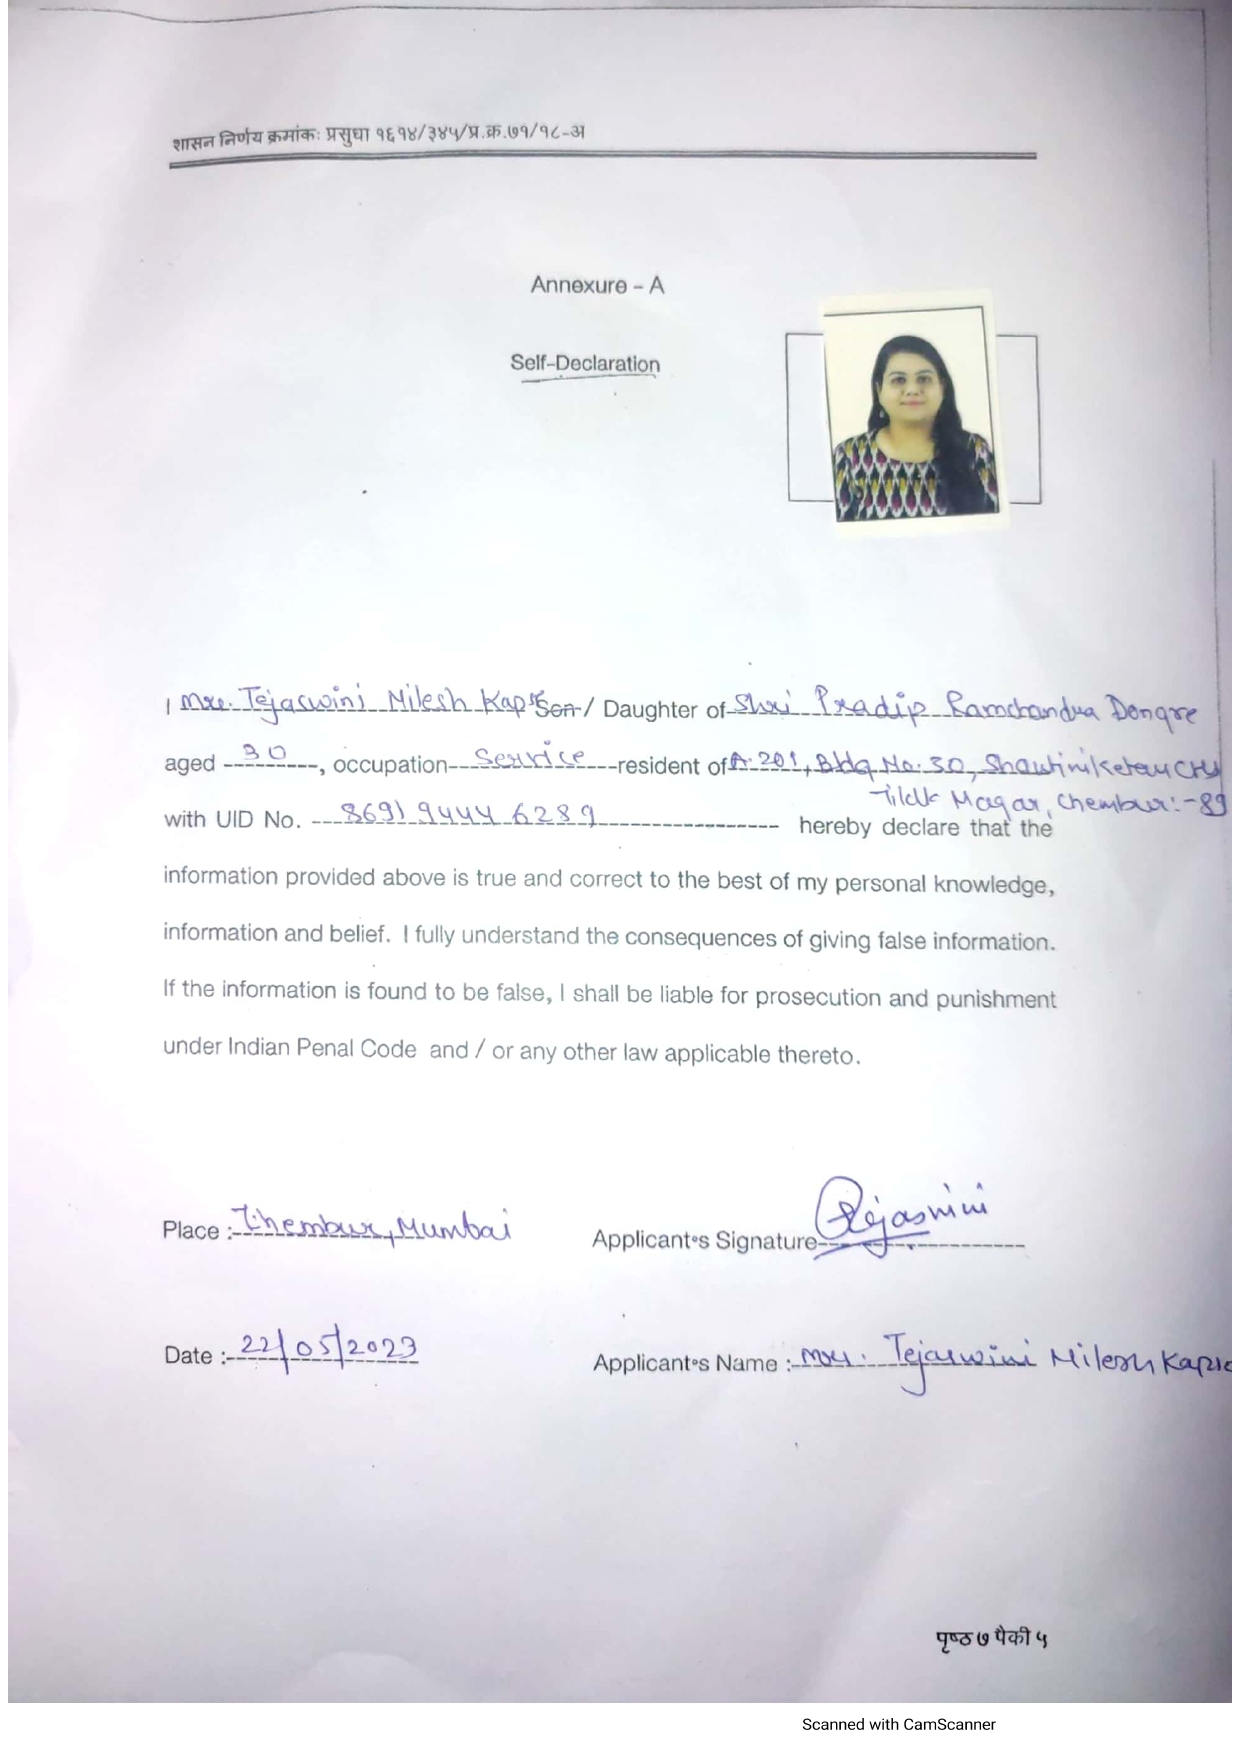 शासन निर्णय क्रमांकः प्रसुधा १६१४/३४५/प्र.क्र.७१/१८-अ
Annexure - A
Self-Declaration
I Mrs. Tejaswini Nilesh Son / Daughter of Shri Pradip Ramchandra Dongre
aged 30, occupation Service resident of A-201, Bldg No. 30, Shantiniketan CHS
Tilak Nagar, Chembur:-89
with UID No. 8691 9444 6289 hereby declare that the
information provided above is true and correct to the best of my personal knowledge,
information and belief. I fully understand the consequences of giving false information.
If the information is found to be false, I shall be liable for prosecution and punishment
under Indian Penal Code and / or any other law applicable thereto.
Place :- Chembur, Mumbai Applicant's Signature Tejaswini
Date :- 22/05/2023 Applicant's Name :- Mrs. Tejaswini Nilesh
पृष्ठ ७ पैकी ५
Scanned with CamScanner